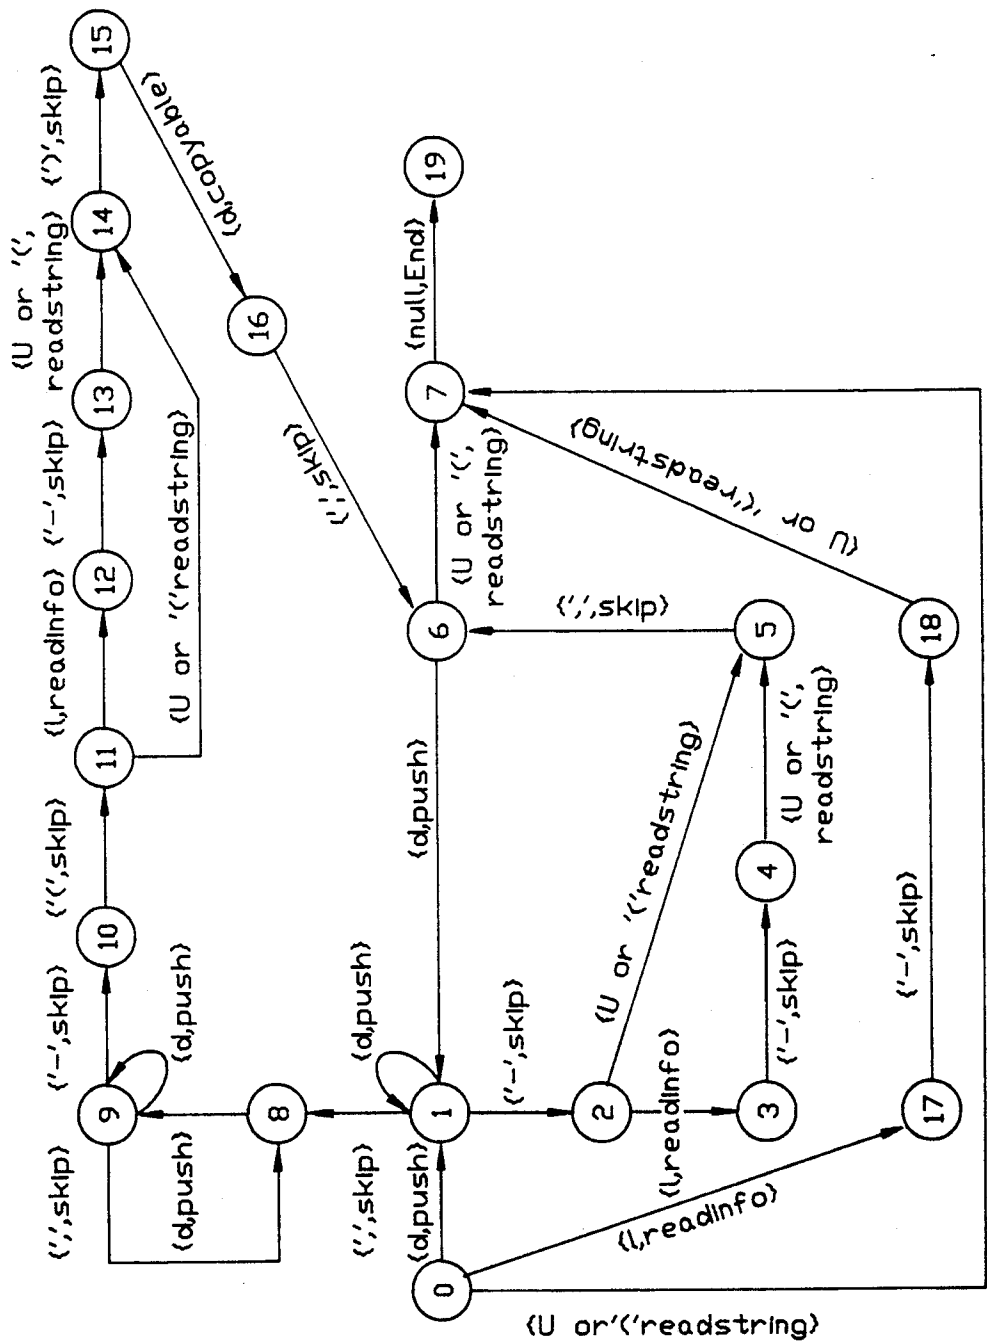 {U or '(',
{',',skip} {'-',skip} {'(',skip} {l,readInfo} {'-',skip} readstring} {')',skip}
9 10 11 12 13 14 15
{d,push} {d,push} {U or '('readstring} {d,copyable}
8 16
{',',skip}
{',',skip} {d,push}
{d,push} {d,push} {null,End}
0 1 6 7 19
{U or '(',
readstring}
{'-',skip}
{',',skip}
2 {U or '('readstring}
{l,readInfo} {l,readInfo}
3 4 5
{'-',skip} {U or '(',
readstring}
{U or '('readstring}
{'-',skip}
17 18
{U or'('readstring}